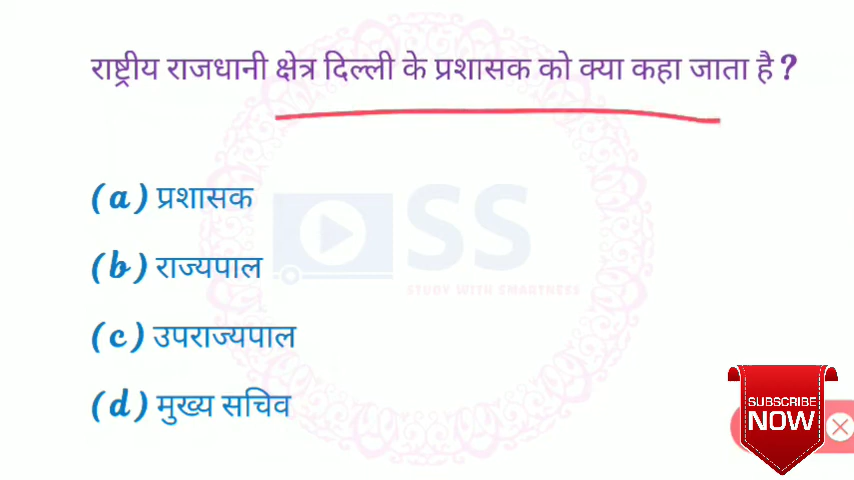 राष्ट्रीय राजधानी क्षेत्र दिल्ली के प्रशासक को क्या कहा जाता है ?
(a) प्रशासक
(b) राज्यपाल
(c) उपराज्यपाल
(d) मुख्य सचिव
SS
STUDY WITH SMARTNESS
SUBSCRIBE
NOW